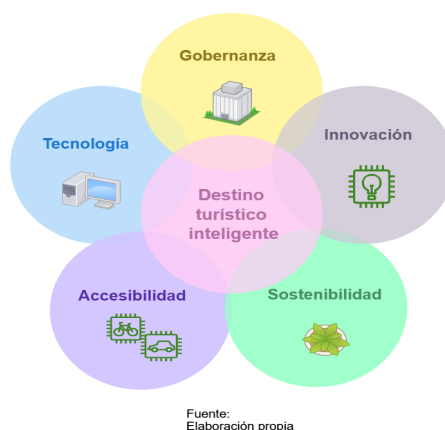 Gobernanza
Tecnología
Innovación
Destino
turístico
inteligente
Accesibilidad
Sostenibilidad
Fuente:
Elaboración propia